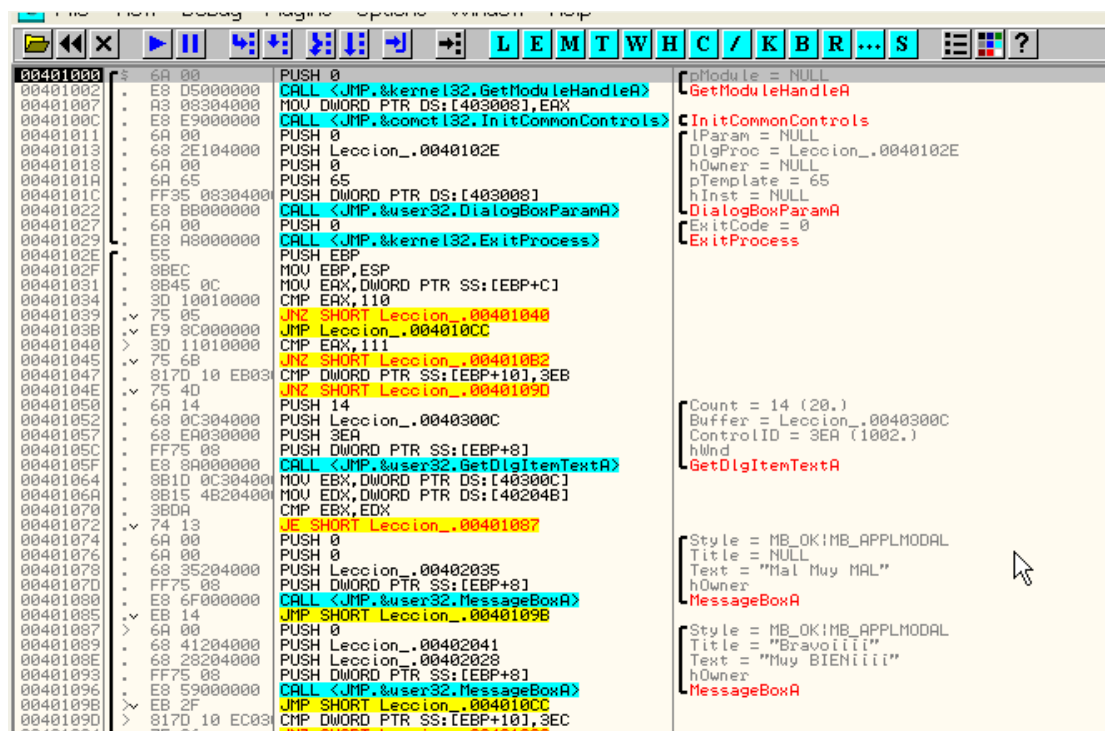 L E M T W H C / K B R ... S ?
00401000 $ 6A 00 PUSH 0 pModule = NULL
00401002 . E8 D5000000 CALL <JMP.&kernel32.GetModuleHandleA> GetModuleHandleA
00401007 . A3 08304000 MOV DWORD PTR DS:[403008],EAX
0040100C . E8 E9000000 CALL <JMP.&comctl32.InitCommonControls> InitCommonControls
00401011 . 6A 00 PUSH 0 lParam = NULL
00401013 . 68 2E104000 PUSH Leccion_.0040102E DlgProc = Leccion_.0040102E
00401018 . 6A 00 PUSH 0 hOwner = NULL
0040101A . 6A 65 PUSH 65 pTemplate = 65
0040101C . FF35 08304000 PUSH DWORD PTR DS:[403008] hInst = NULL
00401022 . E8 BB000000 CALL <JMP.&user32.DialogBoxParamA> DialogBoxParamA
00401027 . 6A 00 PUSH 0 ExitCode = 0
00401029 . E8 A8000000 CALL <JMP.&kernel32.ExitProcess> ExitProcess
0040102E . 55 PUSH EBP
0040102F . 8BEC MOV EBP,ESP
00401031 . 8B45 0C MOV EAX,DWORD PTR SS:[EBP+C]
00401034 . 3D 10010000 CMP EAX,110
00401039 .v 75 05 JNZ SHORT Leccion_.00401040
0040103B .v E9 8C000000 JMP Leccion_.004010CC
00401040 > 3D 11010000 CMP EAX,111
00401045 .v 75 6B JNZ SHORT Leccion_.004010B2
00401047 . 817D 10 EB03 CMP DWORD PTR SS:[EBP+10],3EB
0040104E .v 75 4D JNZ SHORT Leccion_.0040109D
00401050 . 6A 14 PUSH 14 Count = 14 (20.)
00401052 . 68 0C304000 PUSH Leccion_.0040300C Buffer = Leccion_.0040300C
00401057 . 68 EA030000 PUSH 3EA ControlID = 3EA (1002.)
0040105C . FF75 08 PUSH DWORD PTR SS:[EBP+8] hWnd
0040105F . E8 8A000000 CALL <JMP.&user32.GetDlgItemTextA> GetDlgItemTextA
00401064 . 8B1D 0C304000 MOV EBX,DWORD PTR DS:[40300C]
0040106A . 8B15 4B204000 MOV EDX,DWORD PTR DS:[40204B]
00401070 . 3BDA CMP EBX,EDX
00401072 .v 74 13 JE SHORT Leccion_.00401087
00401074 . 6A 00 PUSH 0 Style = MB_OK|MB_APPLMODAL
00401076 . 6A 00 PUSH 0 Title = NULL
00401078 . 68 35204000 PUSH Leccion_.00402035 Text = "Mal Muy MAL"
0040107D . FF75 08 PUSH DWORD PTR SS:[EBP+8] hOwner
00401080 . E8 6F000000 CALL <JMP.&user32.MessageBoxA> MessageBoxA
00401085 .v EB 14 JMP SHORT Leccion_.0040109B
00401087 > 6A 00 PUSH 0 Style = MB_OK|MB_APPLMODAL
00401089 . 68 41204000 PUSH Leccion_.00402041 Title = "Bravoiiii"
0040108E . 68 28204000 PUSH Leccion_.00402028 Text = "Muy BIENiiii"
00401093 . FF75 08 PUSH DWORD PTR SS:[EBP+8] hOwner
00401096 . E8 59000000 CALL <JMP.&user32.MessageBoxA> MessageBoxA
0040109B >v EB 2F JMP SHORT Leccion_.004010CC
0040109D > 817D 10 EC03 CMP DWORD PTR SS:[EBP+10],3EC